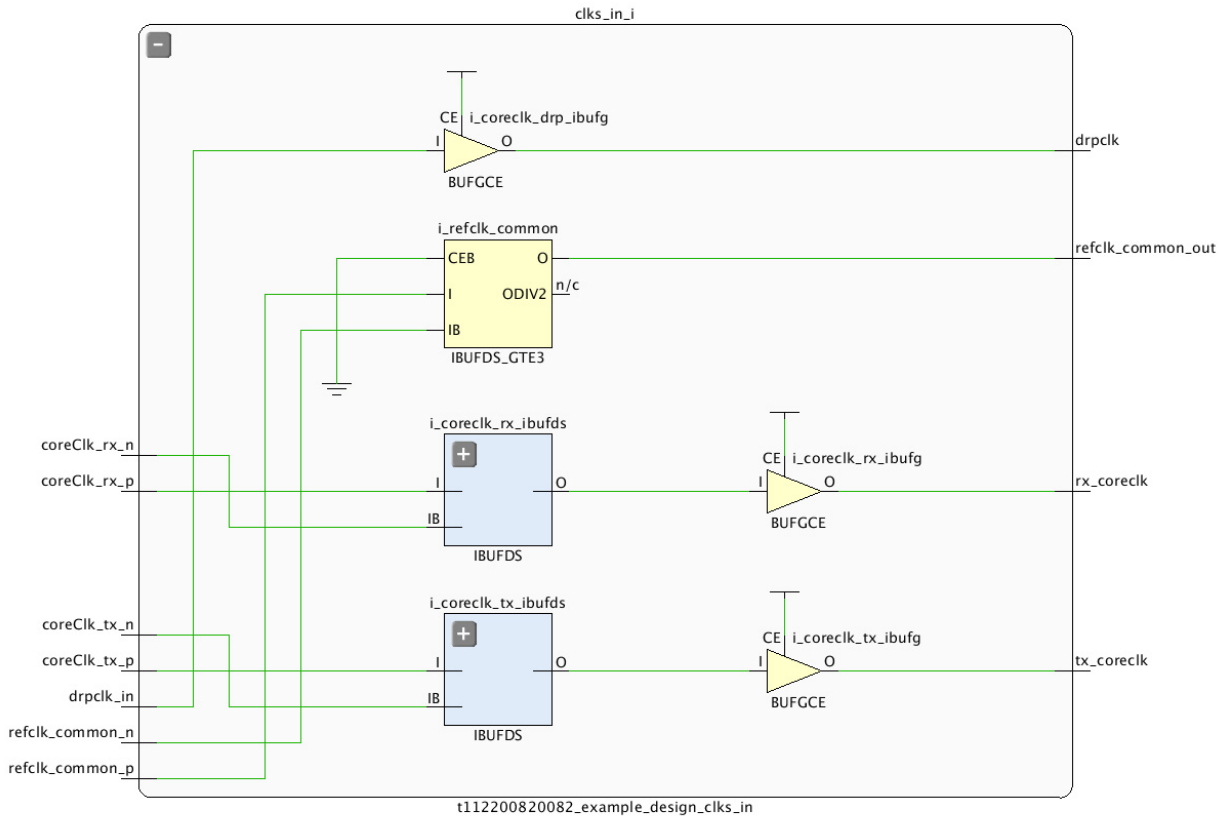 clks_in_i
CE i_coreclk_drp_ibufg
I O
BUFGCE
drpclk
i_refclk_common
CEB O
I ODIV2 n/c
IB
IBUFDS_GTE3
refclk_common_out
coreClk_rx_n
coreClk_rx_p
i_coreclk_rx_ibufds
I O
IB
IBUFDS
CE i_coreclk_rx_ibufg
I O
BUFGCE
rx_coreclk
coreClk_tx_n
coreClk_tx_p
drpclk_in
refclk_common_n
refclk_common_p
i_coreclk_tx_ibufds
I O
IB
IBUFDS
CE i_coreclk_tx_ibufg
I O
BUFGCE
tx_coreclk
t112200820082_example_design_clks_in